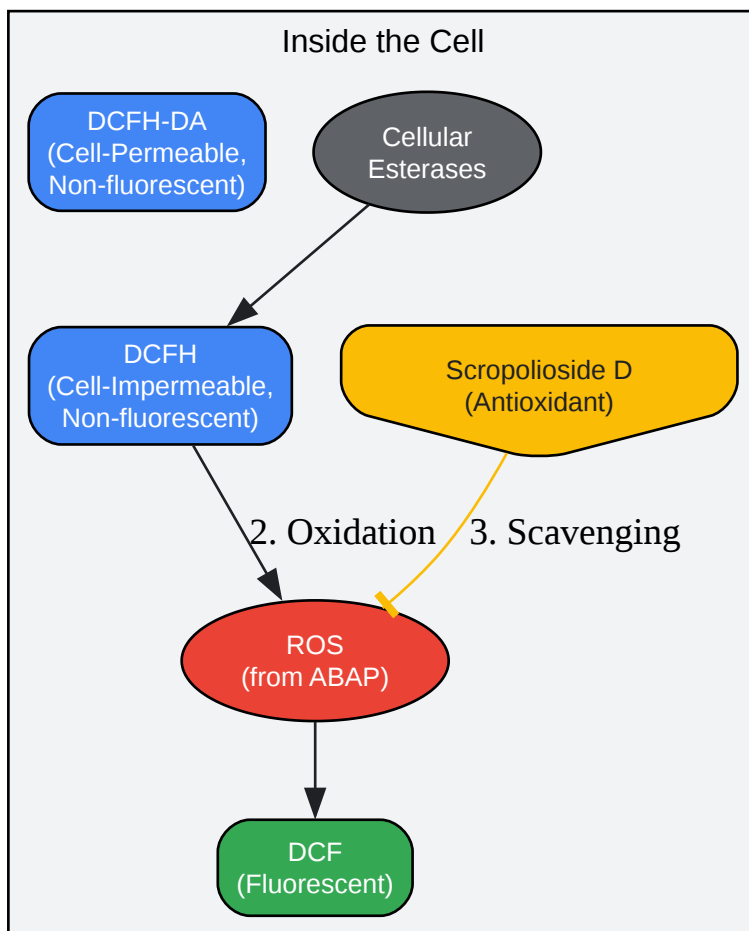 Inside the Cell
DCFH-DA
(Cell-Permeable,
Non-fluorescent)
Cellular
Esterases
DCFH
(Cell-Impermeable,
Non-fluorescent)
Scropolioside D
(Antioxidant)
2. Oxidation
3. Scavenging
ROS
(from ABAP)
DCF
(Fluorescent)